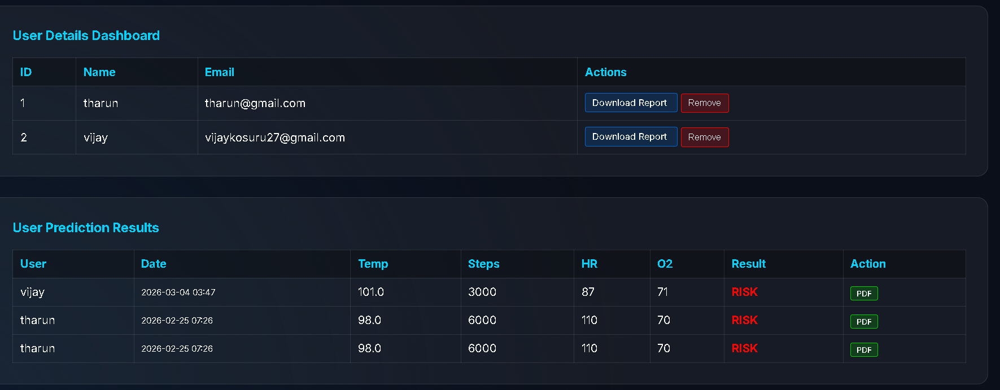 User Details Dashboard
ID Name Email Actions
1 tharun tharun@gmail.com Download Report Remove
2 vijay vijaykosuru27@gmail.com Download Report Remove
User Prediction Results
User Date Temp Steps HR O2 Result Action
vijay 2026-03-04 03:47 101.0 3000 87 71 RISK PDF
tharun 2026-02-25 07:26 98.0 6000 110 70 RISK PDF
tharun 2026-02-25 07:26 98.0 6000 110 70 RISK PDF